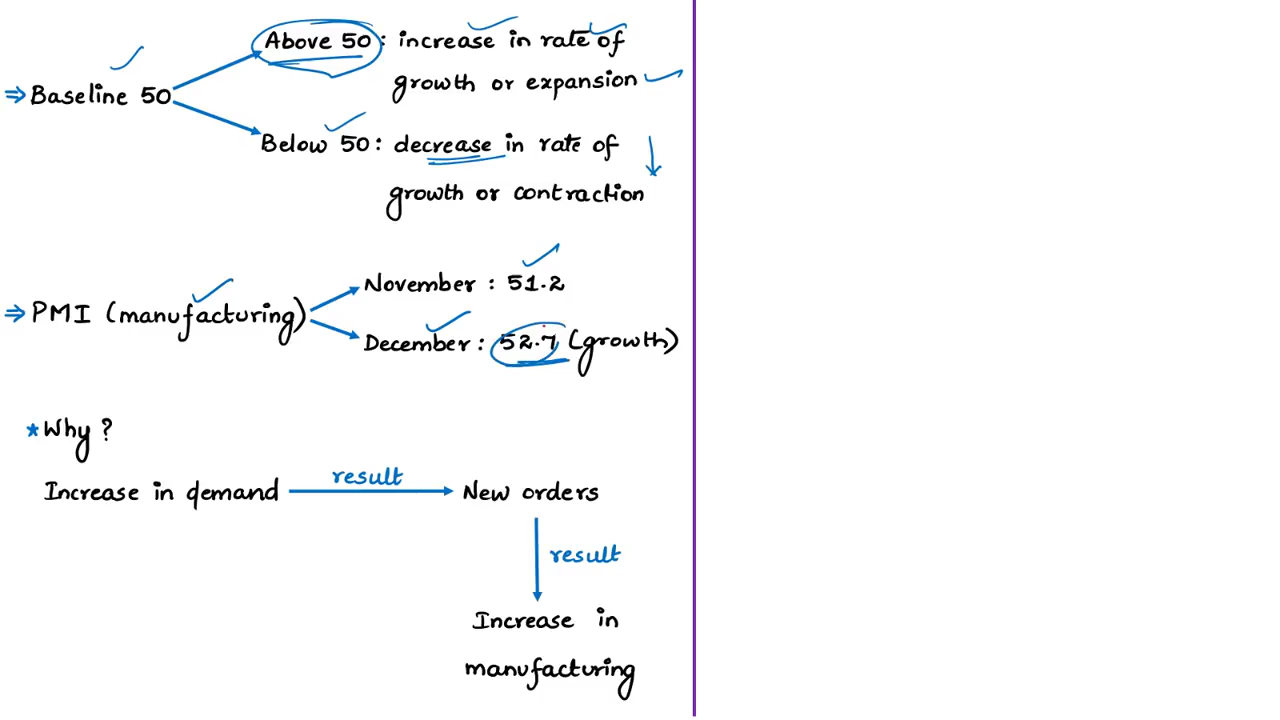 ⇒ Baseline 50
Above 50 : increase in rate of
growth or expansion
Below 50 : decrease in rate of
growth or contraction
⇒ PMI (manufacturing)
November : 51.2
December : 52.7 (growth)
* Why ?
Increase in demand
result
New orders
result
Increase in
manufacturing